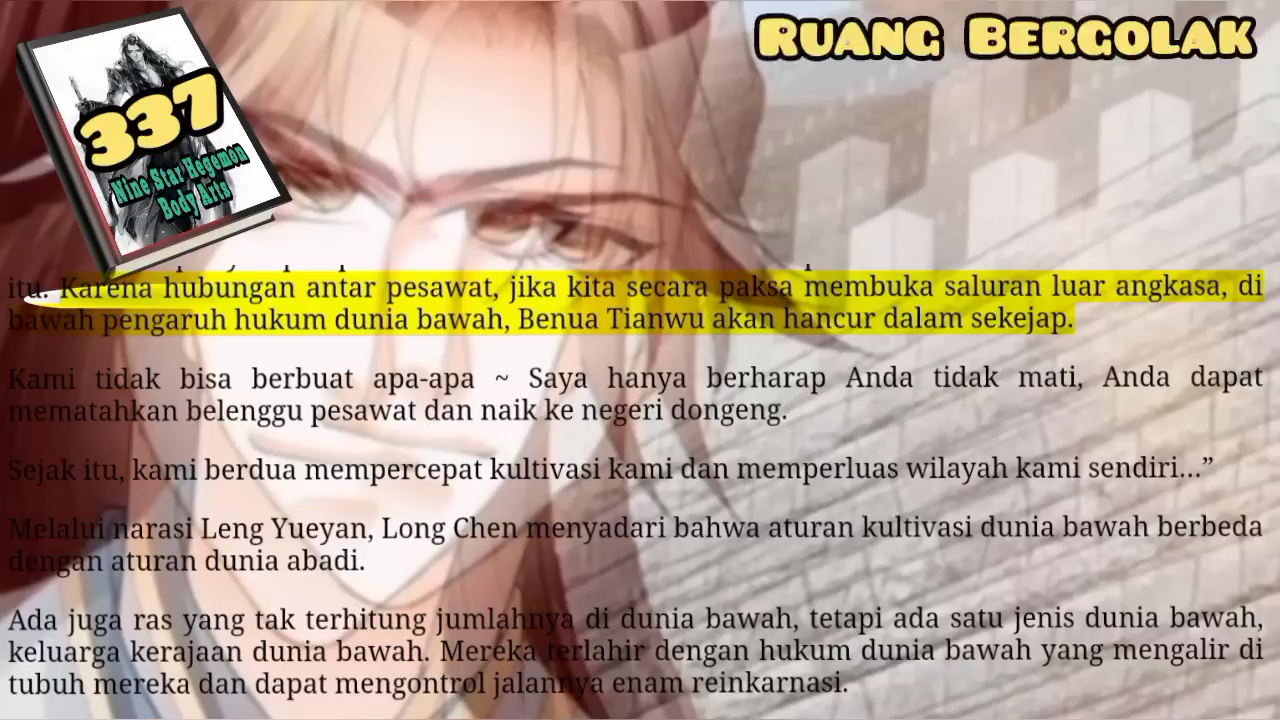 RUANG BERGOLAK
337
Nine Star Hegemon
Body Arts
itu. Karena hubungan antar pesawat, jika kita secara paksa membuka saluran luar angkasa, di
bawah pengaruh hukum dunia bawah, Benua Tianwu akan hancur dalam sekejap.
Kami tidak bisa berbuat apa-apa ~ Saya hanya berharap Anda tidak mati, Anda dapat
mematahkan belenggu pesawat dan naik ke negeri dongeng.
Sejak itu, kami berdua mempercepat kultivasi kami dan memperluas wilayah kami sendiri...”
Melalui narasi Leng Yueyan, Long Chen menyadari bahwa aturan kultivasi dunia bawah berbeda
dengan aturan dunia abadi.
Ada juga ras yang tak terhitung jumlahnya di dunia bawah, tetapi ada satu jenis dunia bawah,
keluarga kerajaan dunia bawah. Mereka terlahir dengan hukum dunia bawah yang mengalir di
tubuh mereka dan dapat mengontrol jalannya enam reinkarnasi.